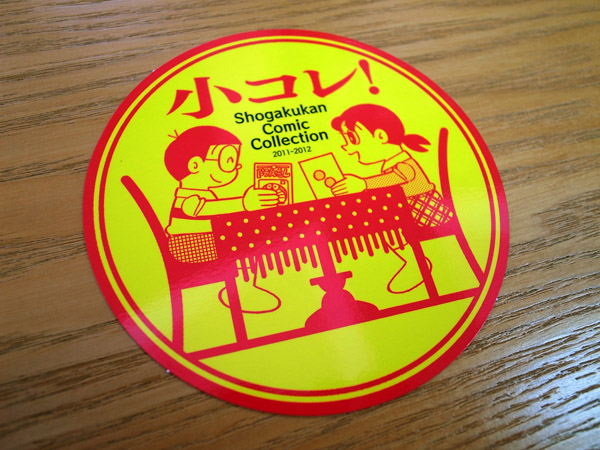 小コレ!
Shogakukan
Comic
Collection
2011-2012